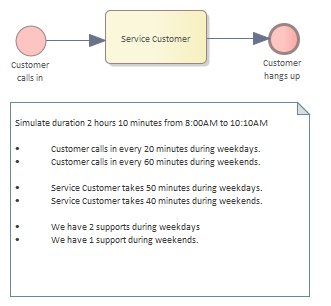 Service Customer
Customer
calls in
Customer
hangs up
Simulate duration 2 hours 10 minutes from 8:00AM to 10:10AM
• Customer calls in every 20 minutes during weekdays.
• Customer calls in every 60 minutes during weekends.
• Service Customer takes 50 minutes during weekdays.
• Service Customer takes 40 minutes during weekends.
• We have 2 supports during weekdays
• We have 1 support during weekends.